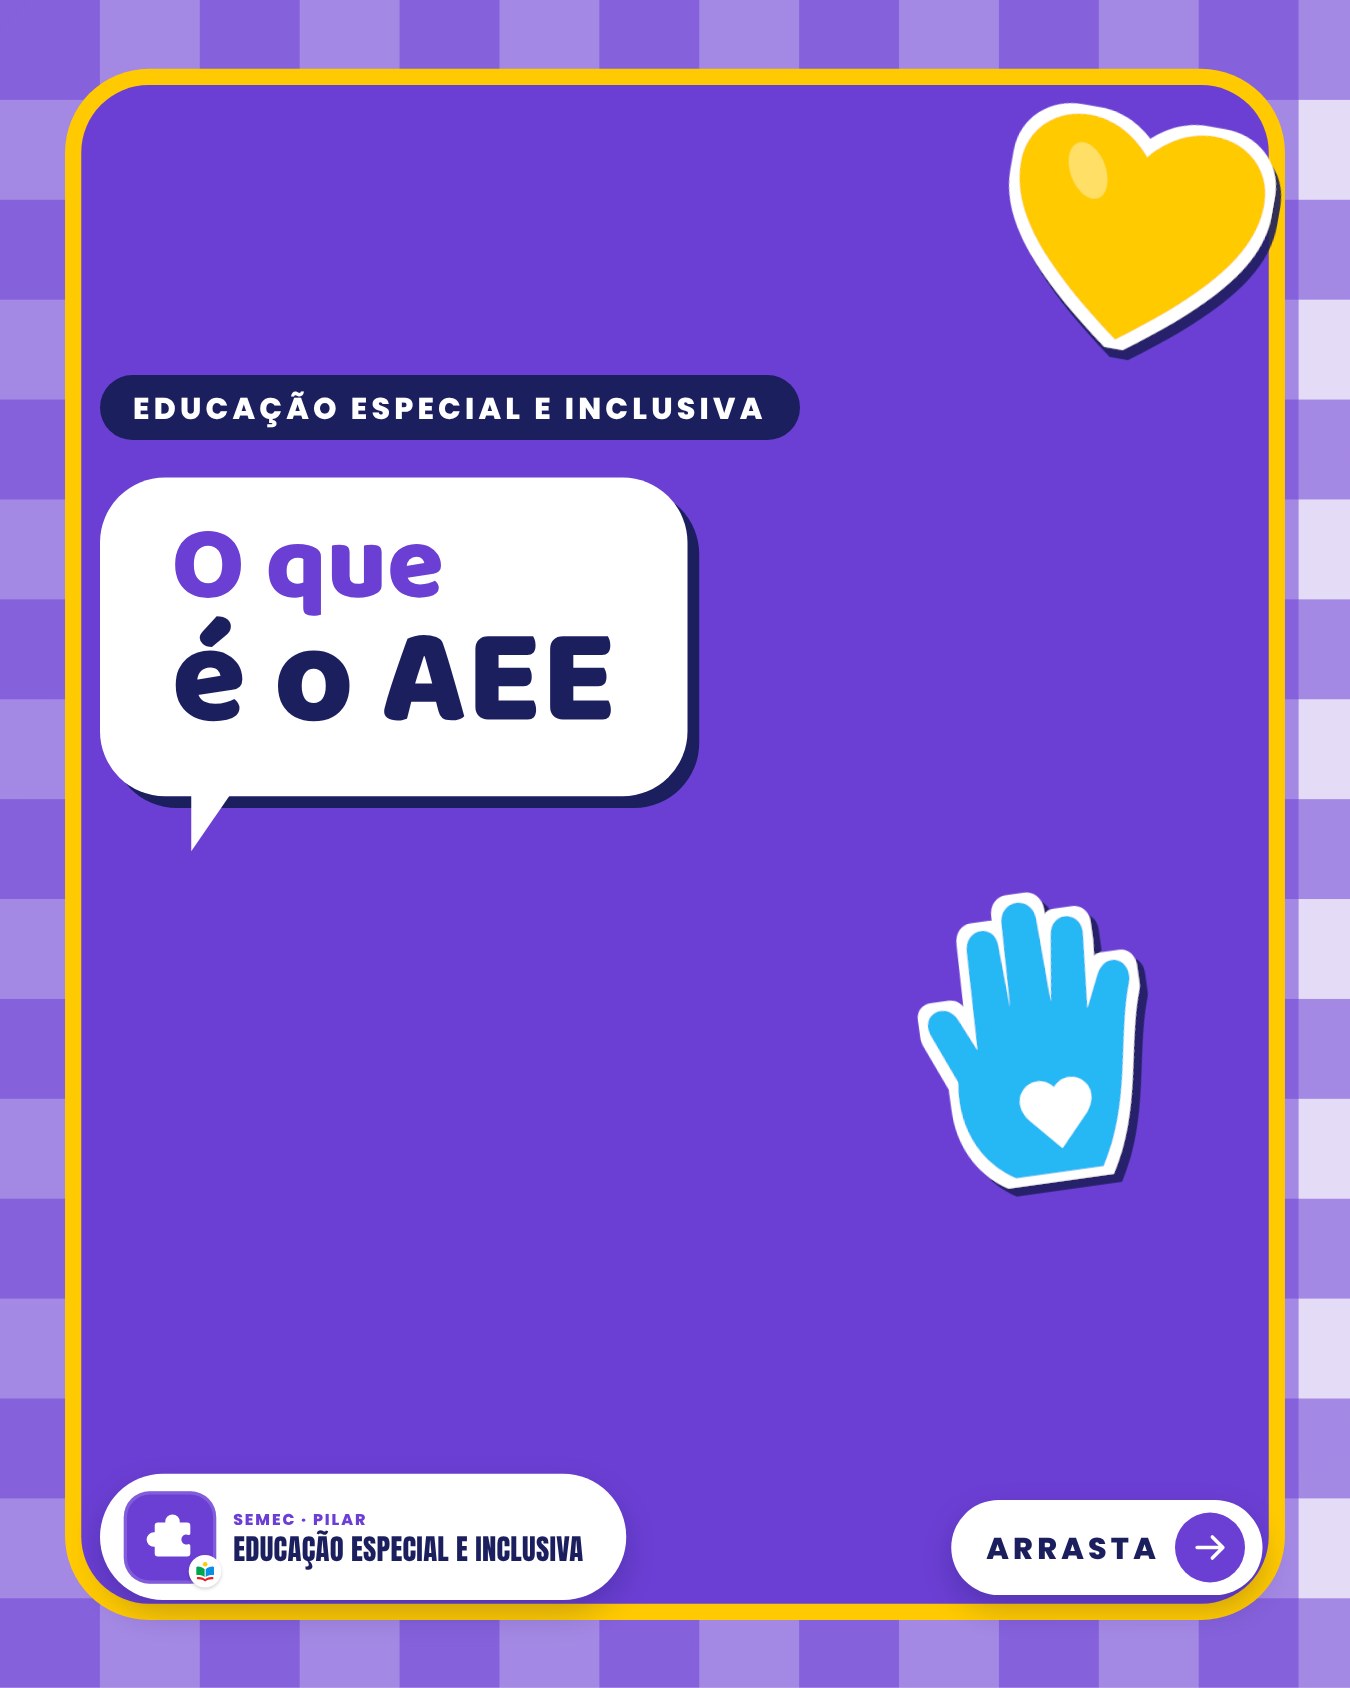 EDUCAÇÃO ESPECIAL E INCLUSIVA
O que
é o AEE
SEMEC · PILAR
EDUCAÇÃO ESPECIAL E INCLUSIVA
ARRASTA